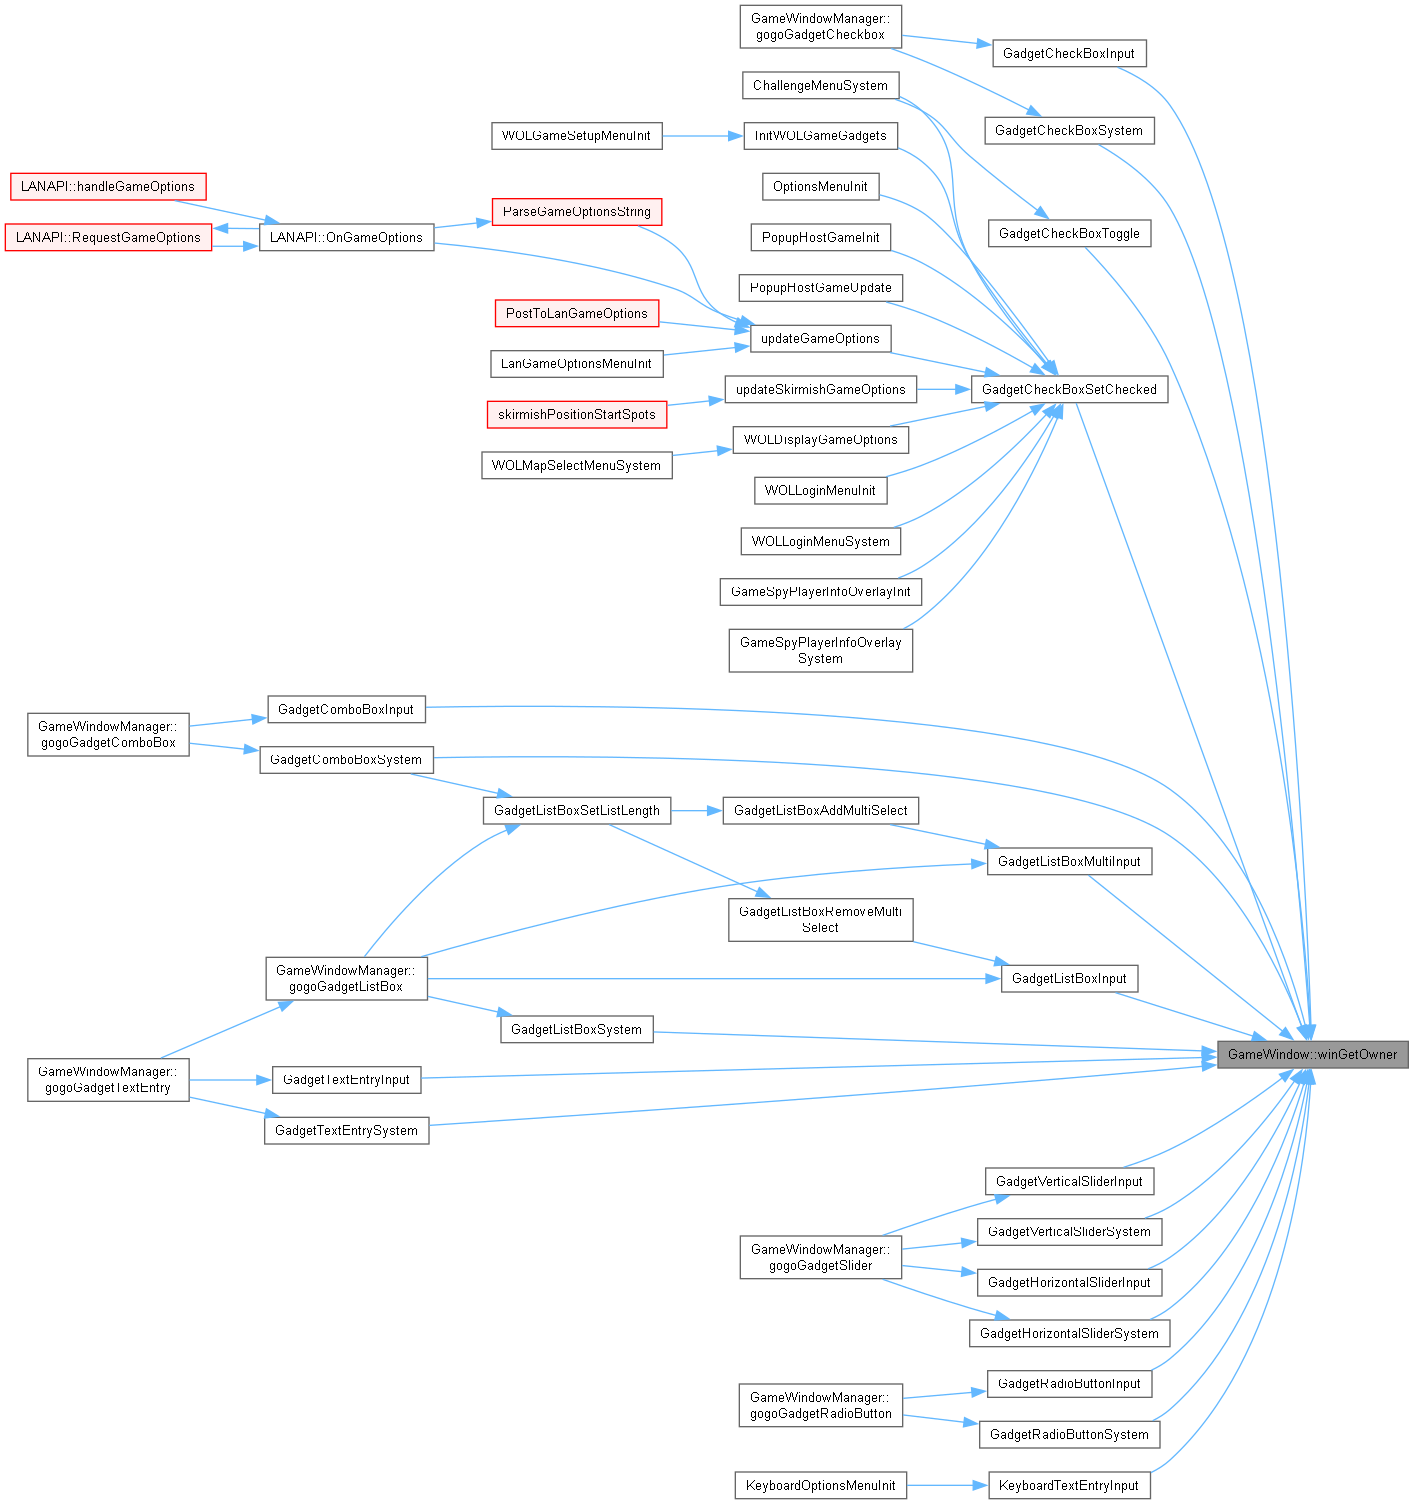 GameWindowManager::
gogoGadgetCheckbox
GadgetCheckBoxInput
ChallengeMenuSystem
GadgetCheckBoxSystem
WOLGameSetupMenuInit
InitWOLGameGadgets
LANAPI::handleGameOptions
OptionsMenuInit
ParseGameOptionsString
LANAPI::RequestGameOptions
LANAPI::OnGameOptions
PopupHostGameInit
GadgetCheckBoxToggle
PopupHostGameUpdate
PostToLanGameOptions
updateGameOptions
LanGameOptionsMenuInit
updateSkirmishGameOptions
GadgetCheckBoxSetChecked
skirmishPositionStartSpots
WOLDisplayGameOptions
WOLMapSelectMenuSystem
WOLLoginMenuInit
WOLLoginMenuSystem
GameSpyPlayerInfoOverlayInit
GameSpyPlayerInfoOverlay
System
GadgetComboBoxInput
GameWindowManager::
gogoGadgetComboBox
GadgetComboBoxSystem
GadgetListBoxSetListLength
GadgetListBoxAddMultiSelect
GadgetListBoxMultiInput
GadgetListBoxRemoveMulti
Select
GameWindowManager::
gogoGadgetListBox
GadgetListBoxInput
GadgetListBoxSystem
GameWindow::winGetOwner
GameWindowManager::
gogoGadgetTextEntry
GadgetTextEntryInput
GadgetTextEntrySystem
GadgetVerticalSliderInput
GadgetVerticalSliderSystem
GameWindowManager::
gogoGadgetSlider
GadgetHorizontalSliderInput
GadgetHorizontalSliderSystem
GadgetRadioButtonInput
GameWindowManager::
gogoGadgetRadioButton
GadgetRadioButtonSystem
KeyboardOptionsMenuInit
KeyboardTextEntryInput